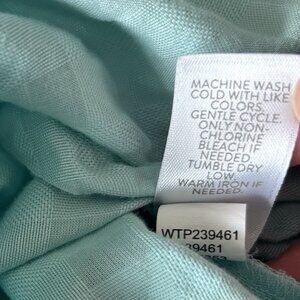 MACHINE WASH
COLD WITH LIKE
COLORS.
GENTLE CYCLE.
ONLY NON-
CHLORINE
BLEACH IF
NEEDED.
TUMBLE DRY
LOW.
WARM IRON IF
NEEDED.
WTP239461
39461